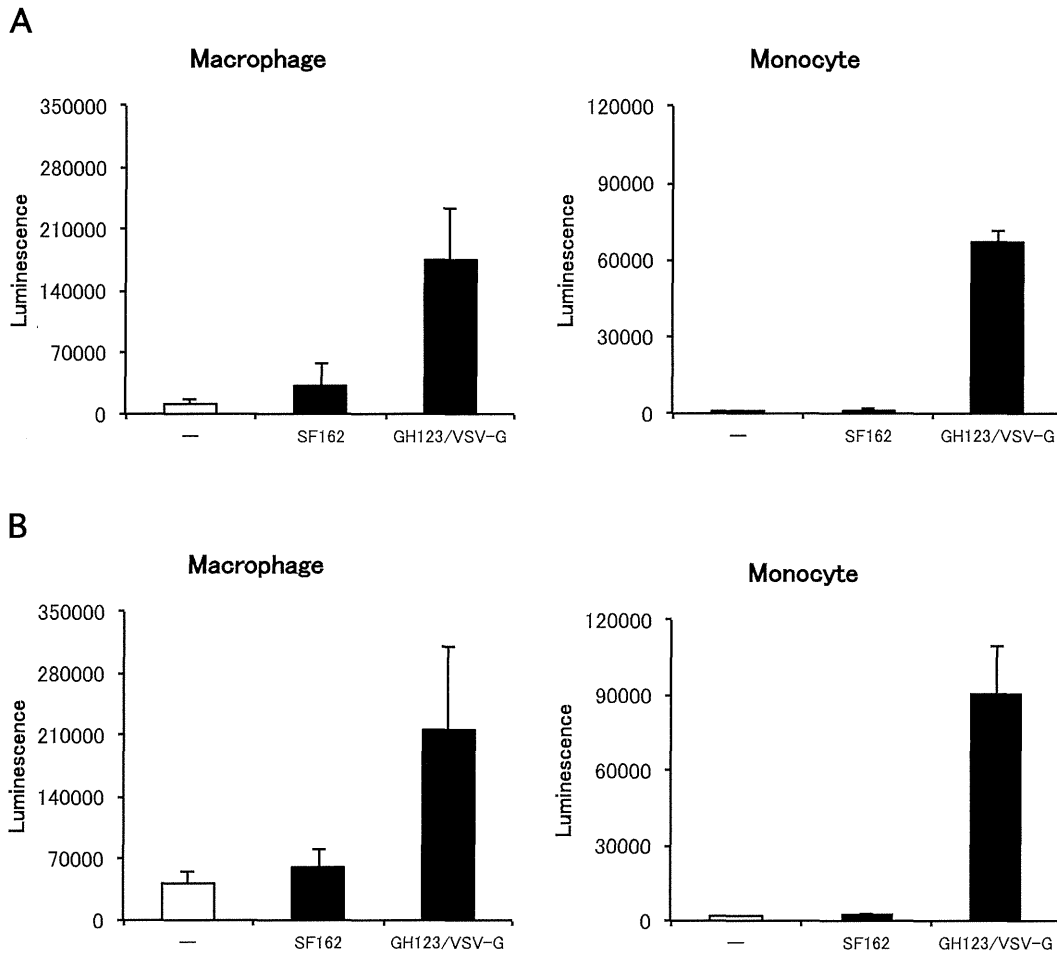 A
Macrophage
350000
280000
210000
140000
70000
0
Luminescence
—
SF162
GH123/VSV-G
Monocyte
120000
90000
60000
30000
0
Luminescence
—
SF162
GH123/VSV-G
B
Macrophage
350000
280000
210000
140000
70000
0
Luminescence
—
SF162
GH123/VSV-G
Monocyte
120000
90000
60000
30000
0
Luminescence
—
SF162
GH123/VSV-G